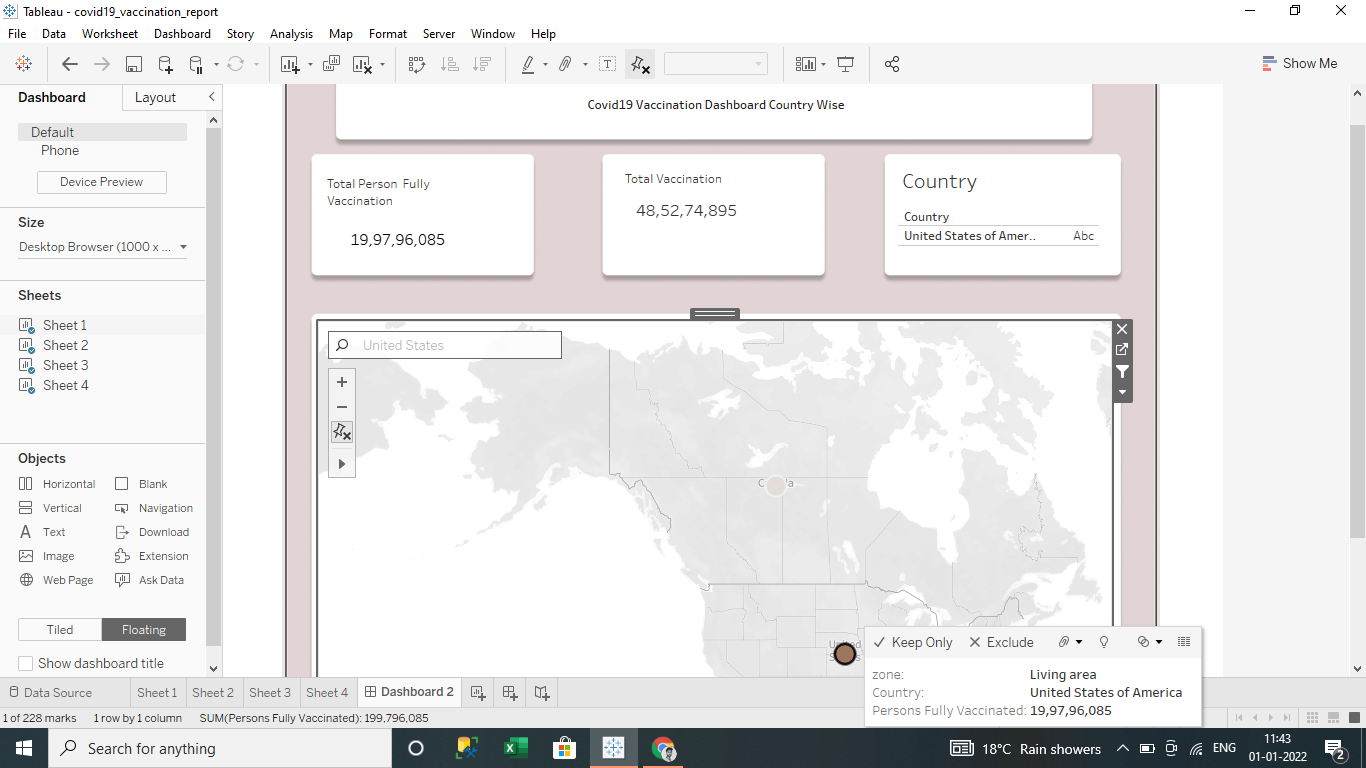 Tableau - covid19_vaccination_report
File Data Worksheet Dashboard Story Analysis Map Format Server Window Help
Show Me
Dashboard Layout
Default
Phone
Device Preview
Size
Desktop Browser (1000 x ...
Sheets
Sheet 1
Sheet 2
Sheet 3
Sheet 4
Objects
Horizontal Blank
Vertical Navigation
Text Download
Image Extension
Web Page Ask Data
Tiled Floating
Show dashboard title
Covid19 Vaccination Dashboard Country Wise
Total Person Fully
Vaccination
19,97,96,085
Total Vaccination
48,52,74,895
Country
Country
United States of Amer.. Abc
United States
Keep Only Exclude
zone: Living area
Country: United States of America
Persons Fully Vaccinated: 19,97,96,085
Data Source Sheet 1 Sheet 2 Sheet 3 Sheet 4 Dashboard 2
1 of 228 marks 1 row by 1 column SUM(Persons Fully Vaccinated): 199,796,085
Search for anything
18°C Rain showers ENG
11:43
01-01-2022
2